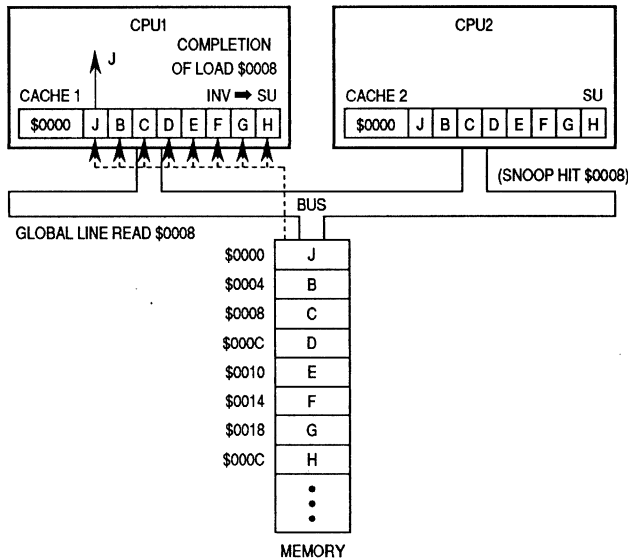 CPU1
COMPLETION
OF LOAD $0008
J
CACHE 1
INV ➡ SU
$0000 J B C D E F G H
CPU2
CACHE 2
SU
$0000 J B C D E F G H
(SNOOP HIT $0008)
BUS
GLOBAL LINE READ $0008
$0000 J
$0004 B
$0008 C
$000C D
$0010 E
$0014 F
$0018 G
$000C H
MEMORY